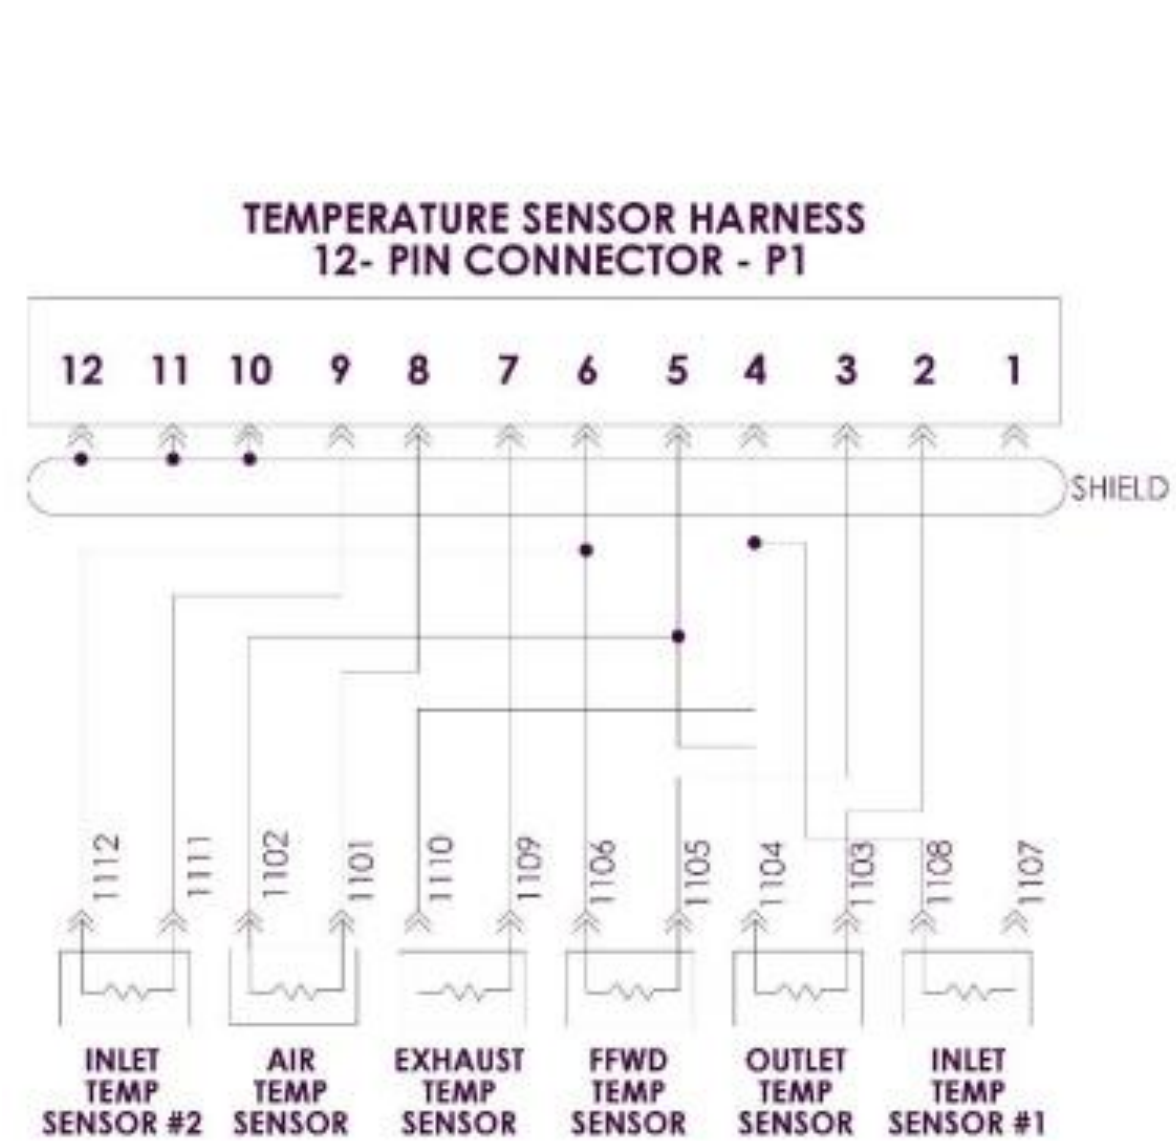 TEMPERATURE SENSOR HARNESS
12- PIN CONNECTOR - P1
12 11 10 9 8 7 6 5 4 3 2 1
SHIELD
1112 1111 1102 1101 1110 1109 1106 1105 1104 1103 1108 1107
INLET TEMP SENSOR #2
AIR TEMP SENSOR
EXHAUST TEMP SENSOR
FFWD TEMP SENSOR
OUTLET TEMP SENSOR
INLET TEMP SENSOR #1